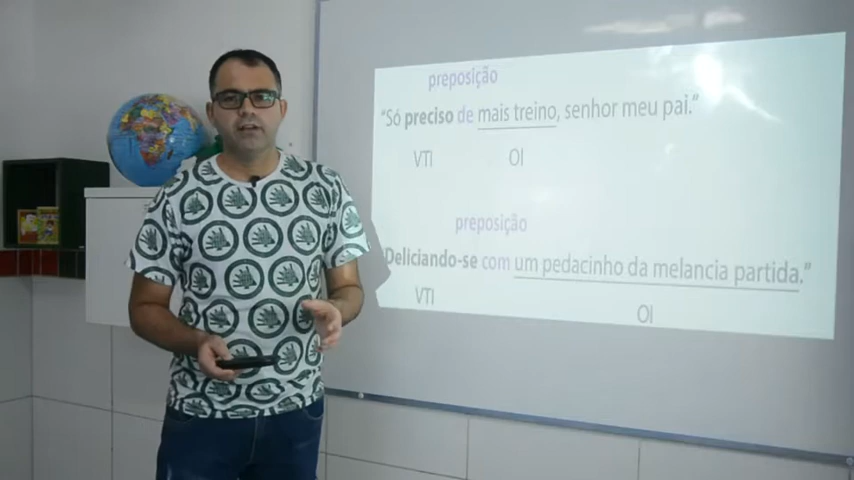 preposição
“Só preciso de mais treino, senhor meu pai.”
VTI OI
preposição
Deliciando-se com um pedacinho da melancia partida.”
VTI OI